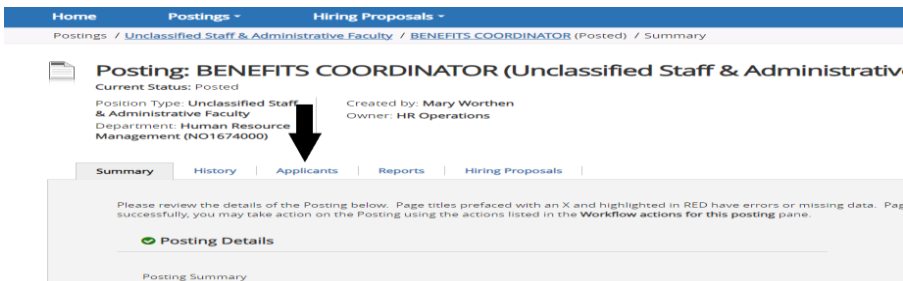 Home Postings Hiring Proposals
Postings / Unclassified Staff & Administrative Faculty / BENEFITS COORDINATOR (Posted) / Summary
Posting: BENEFITS COORDINATOR (Unclassified Staff & Administrativ
Current Status: Posted
Position Type: Unclassified Staff Created by: Mary Worthen
& Administrative Faculty Owner: HR Operations
Department: Human Resource
Management (NO1674000)
Summary History Applicants Reports Hiring Proposals
Please review the details of the Posting below. Page titles prefaced with an X and highlighted in RED have errors or missing data. Pag
successfully, you may take action on the Posting using the actions listed in the Workflow actions for this posting pane.
Posting Details
Posting Summary